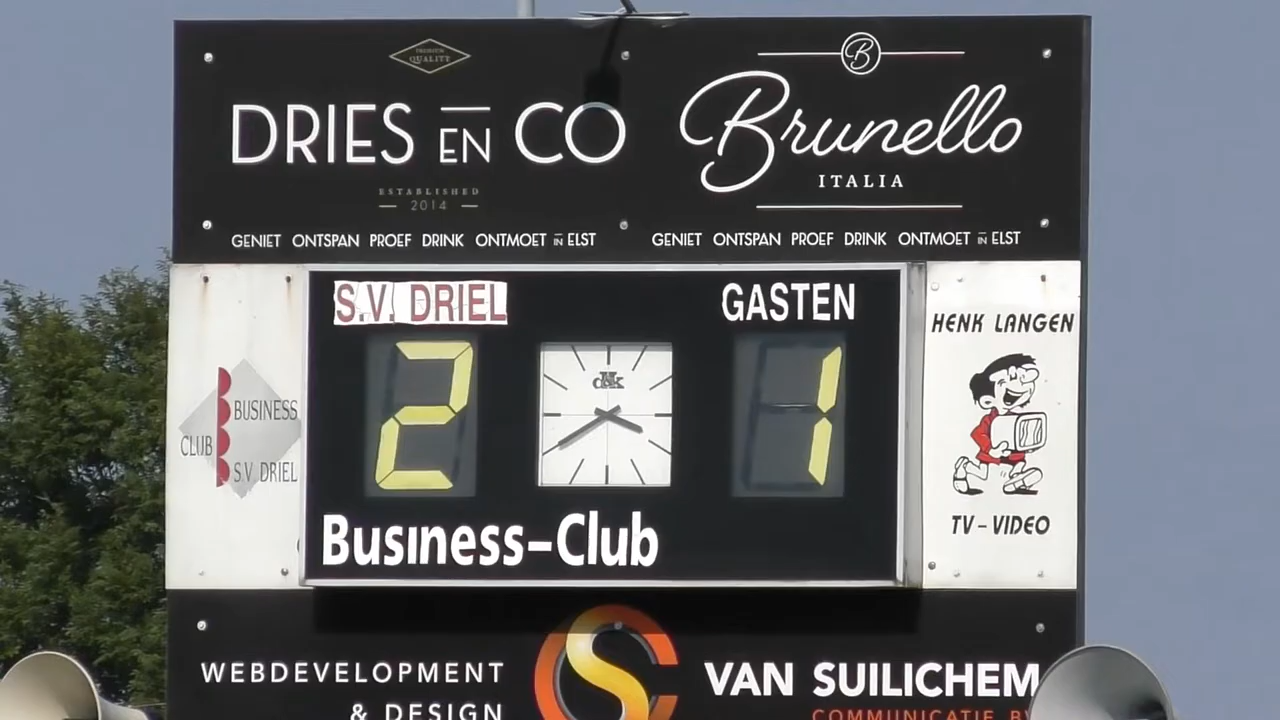 PREMIUM
QUALITY
DRIES EN CO
ESTABLISHED
2014
GENIET ONTSPAN PROEF DRINK ONTMOET IN ELST
B
Brunello
ITALIA
GENIET ONTSPAN PROEF DRINK ONTMOET IN ELST
S.V. DRIEL
GASTEN
2
1
Business-Club
BUSINESS
CLUB
S.V DRIEL
HENK LANGEN
TV-VIDEO
WEBDEVELOPMENT
& DESIGN
VAN SUILICHEM
COMMUNICATIE BV